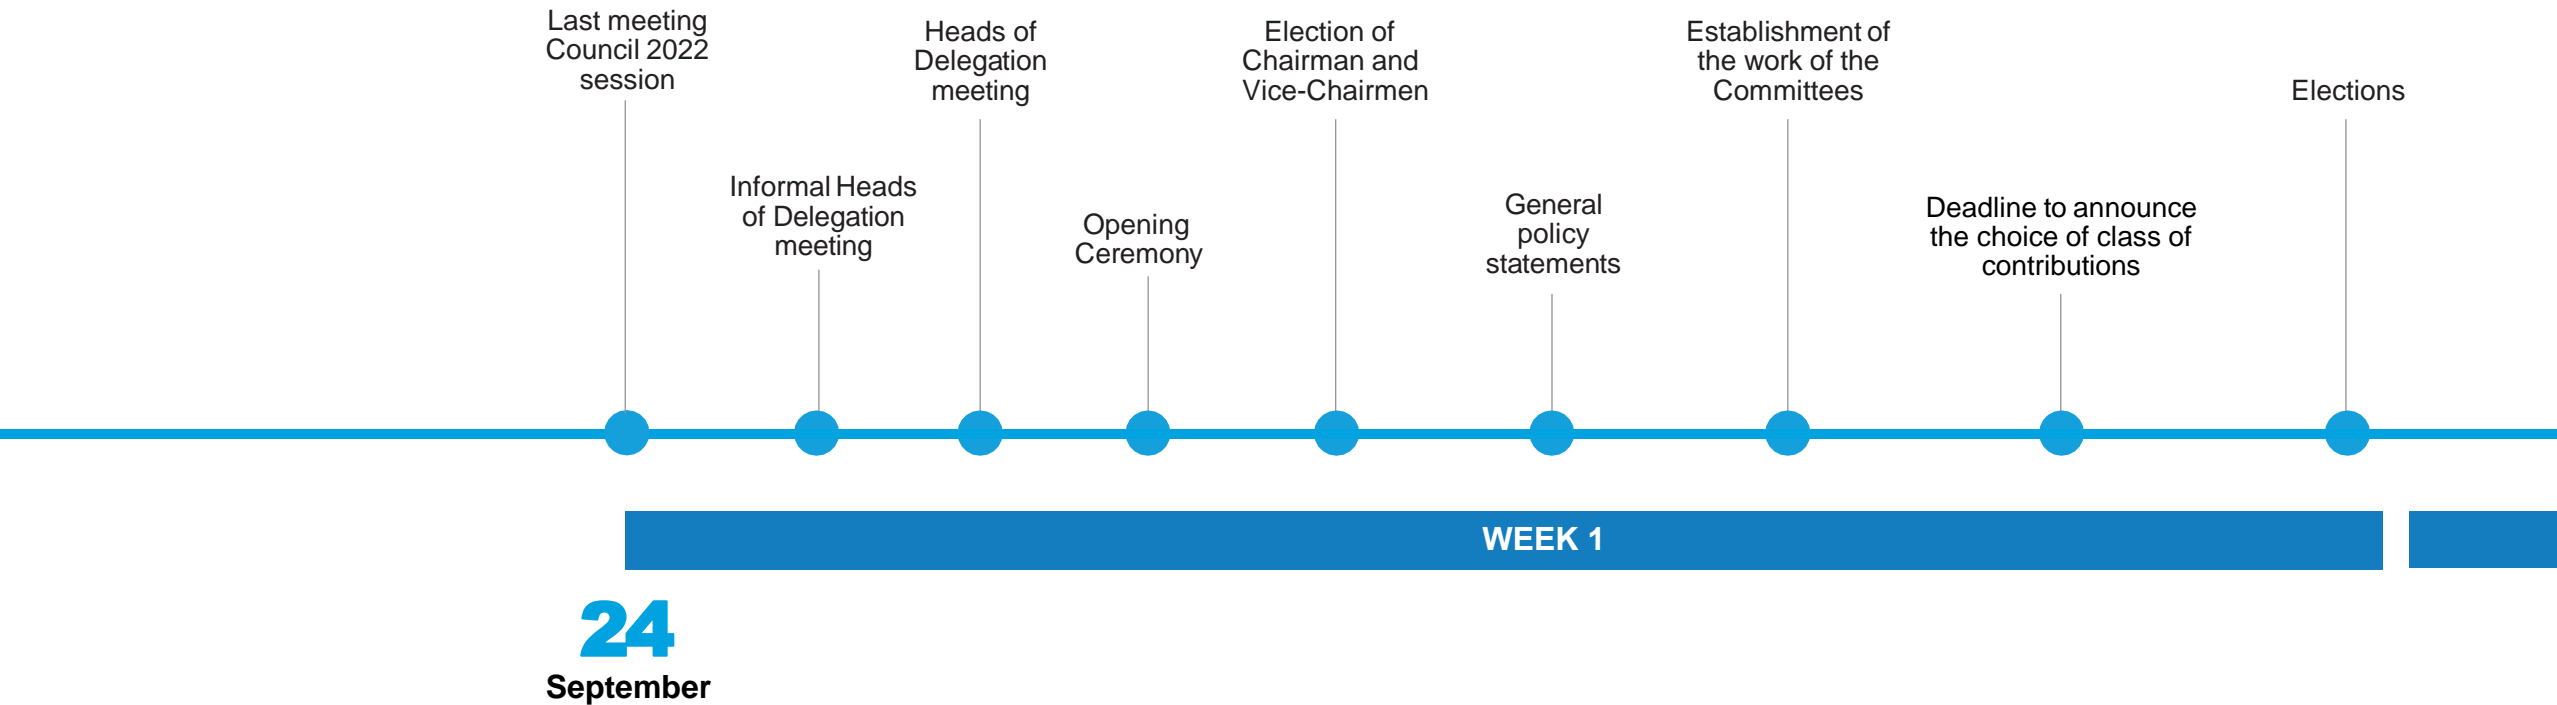 Last meeting
Council 2022
session
Informal Heads
of Delegation
meeting
Heads of
Delegation
meeting
Opening
Ceremony
Election of
Chairman and
Vice-Chairmen
General
policy
statements
Establishment of
the work of the
Committees
Deadline to announce
the choice of class of
contributions
Elections
WEEK 1
24
September